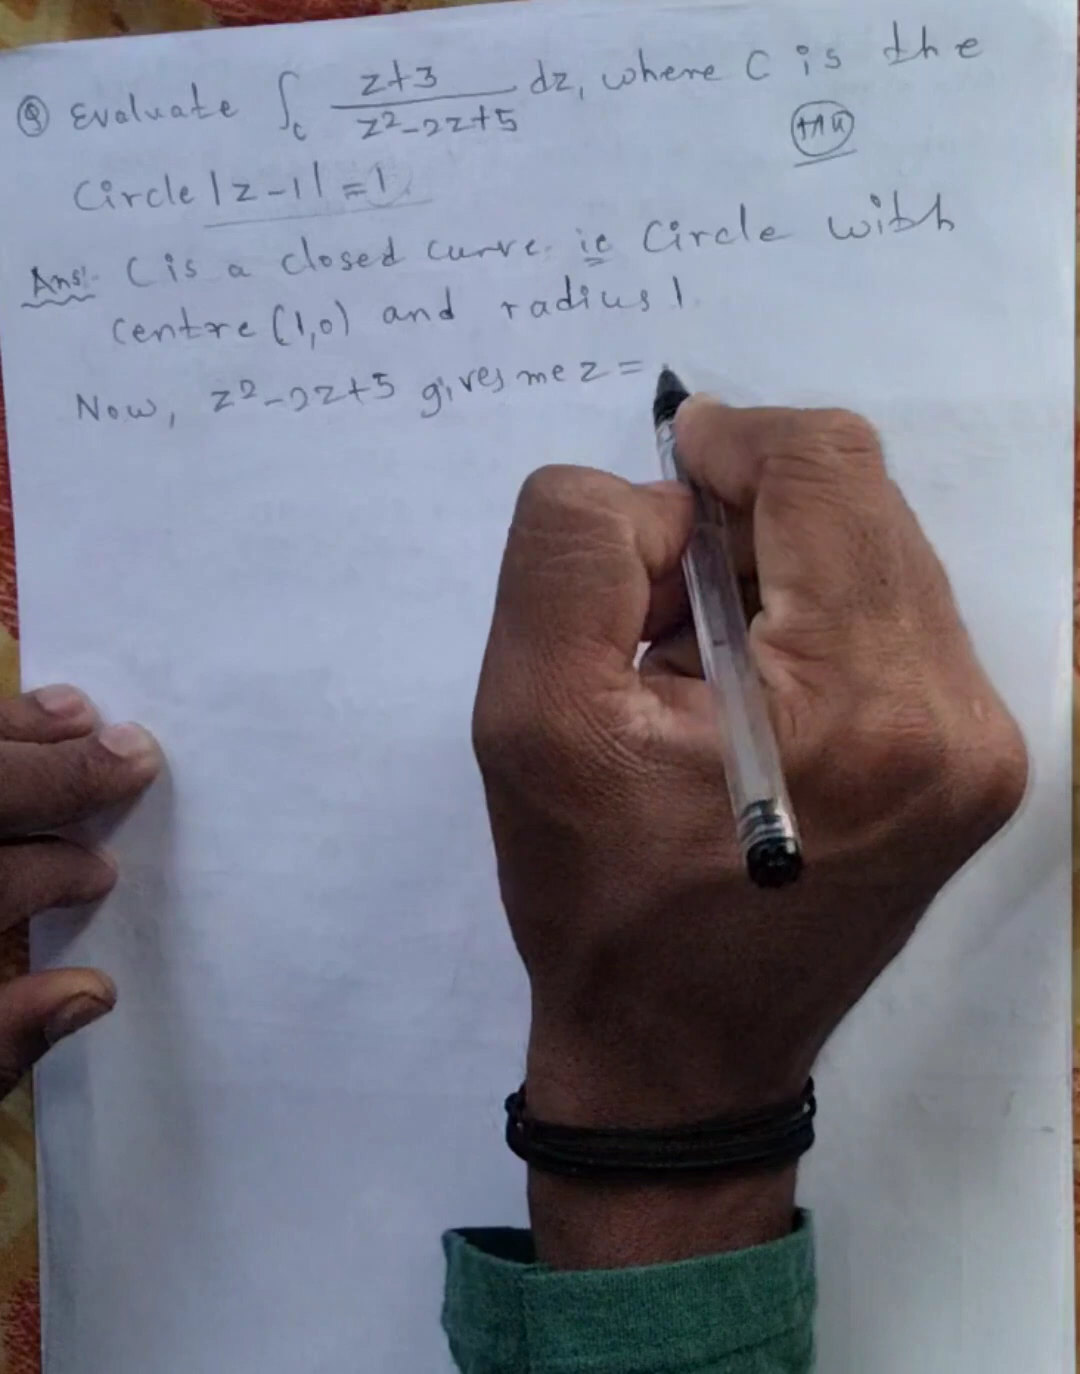 Q Evaluate ∫c z+3 / z²-2z+5 dz, where C is the
Circle |z-1|=1.
Ans:- C is a closed curve. ie Circle with
Centre (1,0) and radius 1.
Now, z²-2z+5 gives me z =